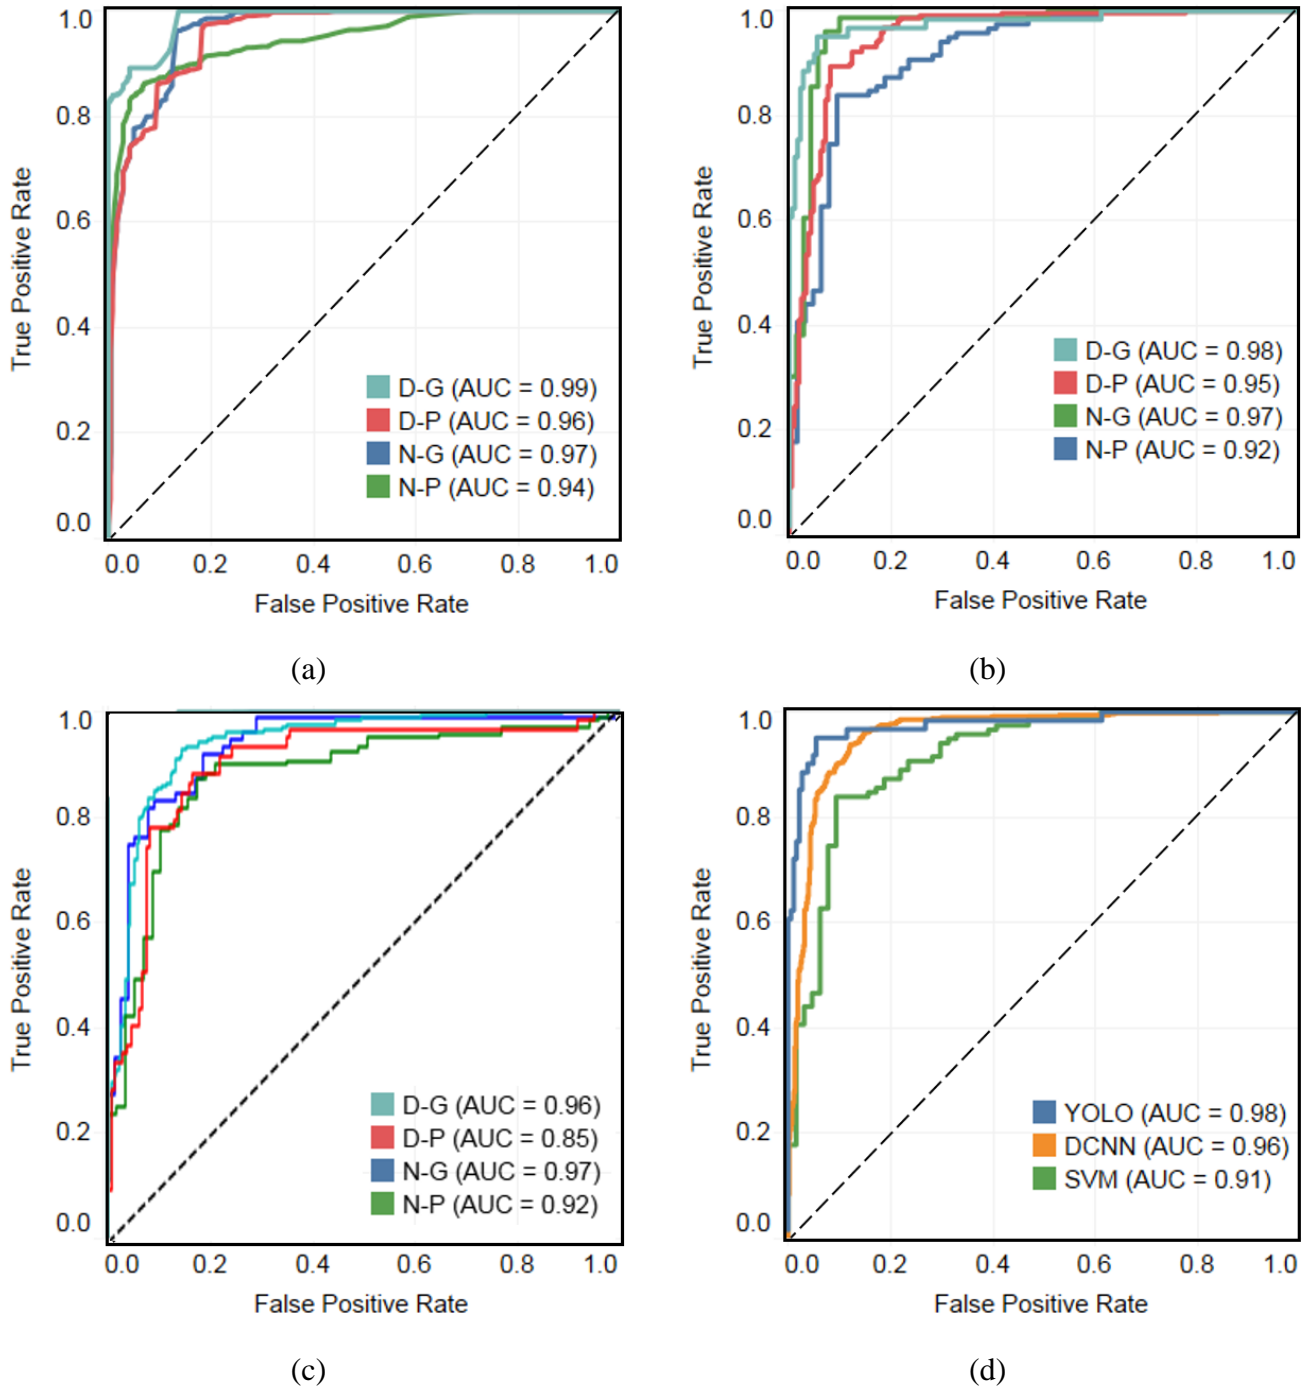 1.0
0.8
0.6
0.4
0.2
0.0
True Positive Rate
D-G (AUC = 0.99)
D-P (AUC = 0.96)
N-G (AUC = 0.97)
N-P (AUC = 0.94)
0.0 0.2 0.4 0.6 0.8 1.0
False Positive Rate
(a)
1.0
0.8
0.6
0.4
0.2
0.0
True Positive Rate
D-G (AUC = 0.98)
D-P (AUC = 0.95)
N-G (AUC = 0.97)
N-P (AUC = 0.92)
0.0 0.2 0.4 0.6 0.8 1.0
False Positive Rate
(b)
1.0
0.8
0.6
0.4
0.2
0.0
True Positive Rate
D-G (AUC = 0.96)
D-P (AUC = 0.85)
N-G (AUC = 0.97)
N-P (AUC = 0.92)
0.0 0.2 0.4 0.6 0.8 1.0
False Positive Rate
(c)
1.0
0.8
0.6
0.4
0.2
0.0
True Positive Rate
YOLO (AUC = 0.98)
DCNN (AUC = 0.96)
SVM (AUC = 0.91)
0.0 0.2 0.4 0.6 0.8 1.0
False Positive Rate
(d)